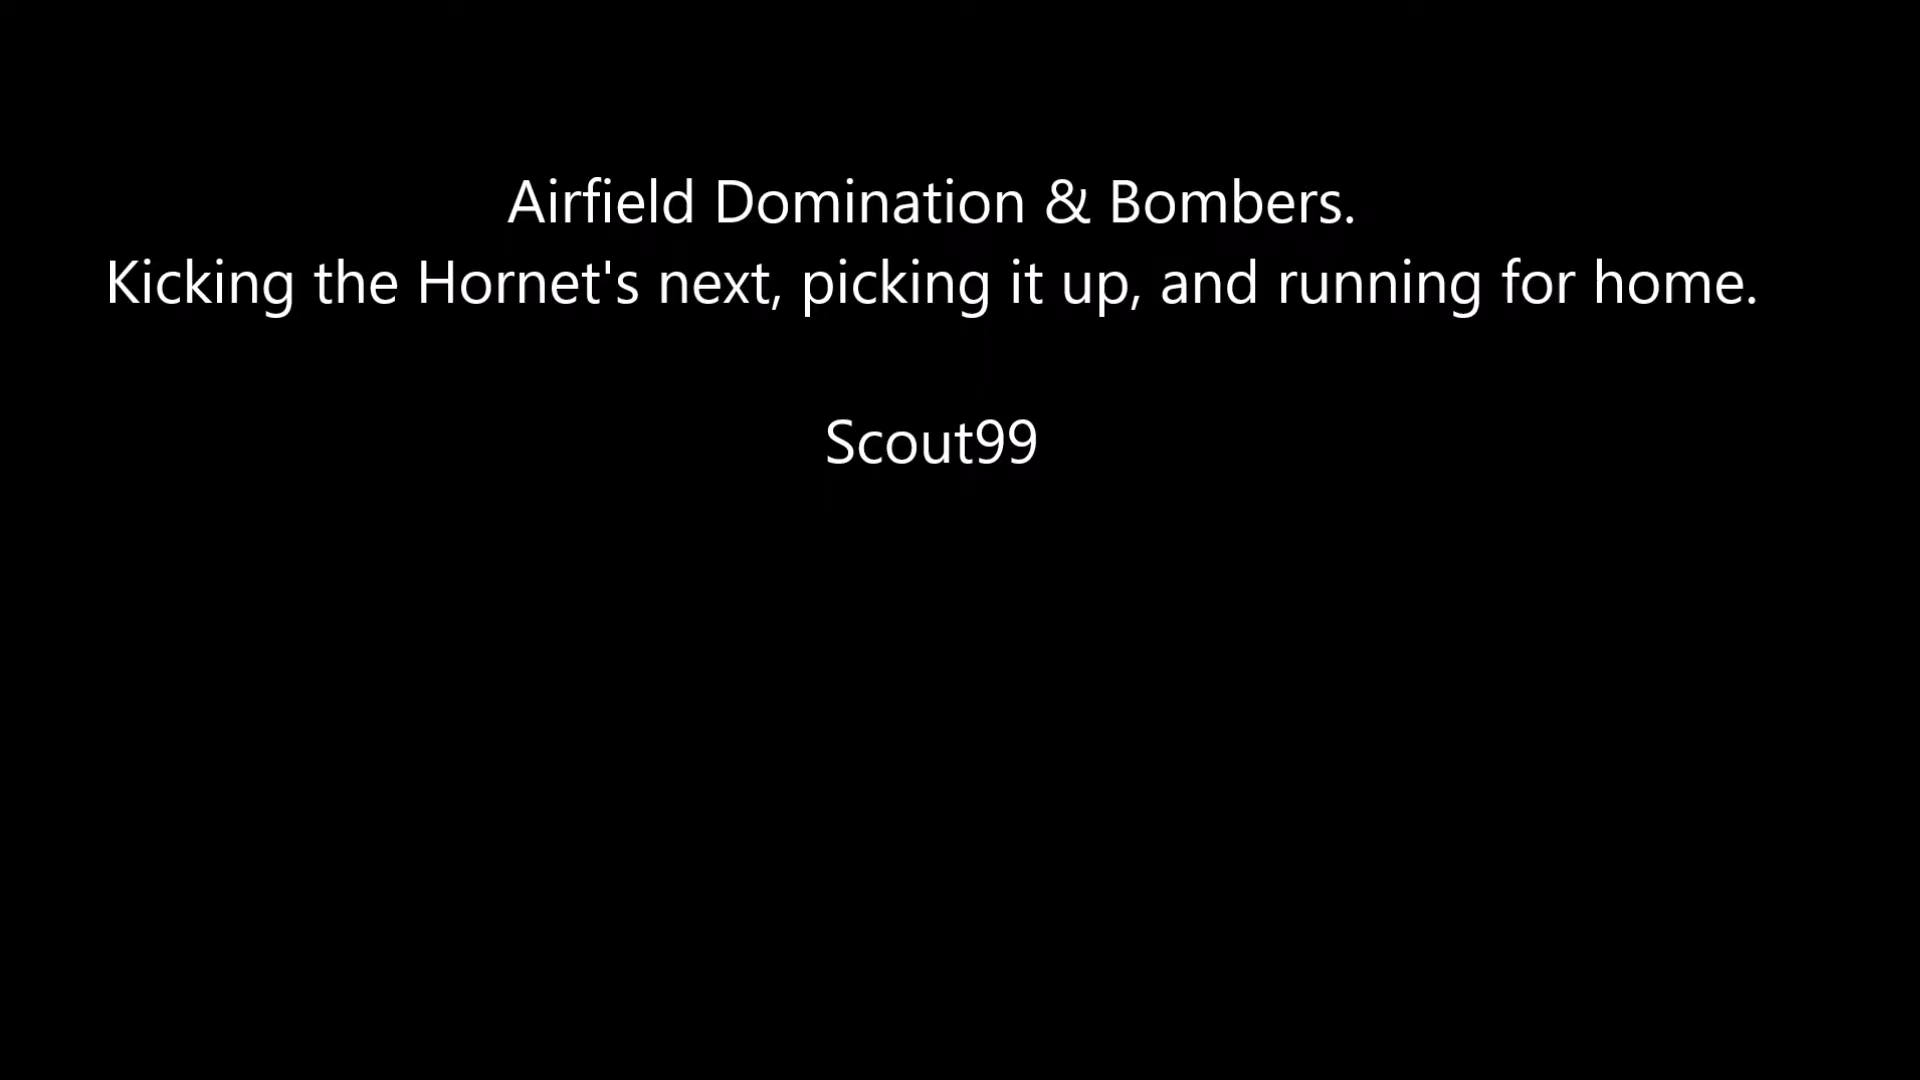 Airfield Domination & Bombers.
Kicking the Hornet's next, picking it up, and running for home.
Scout99